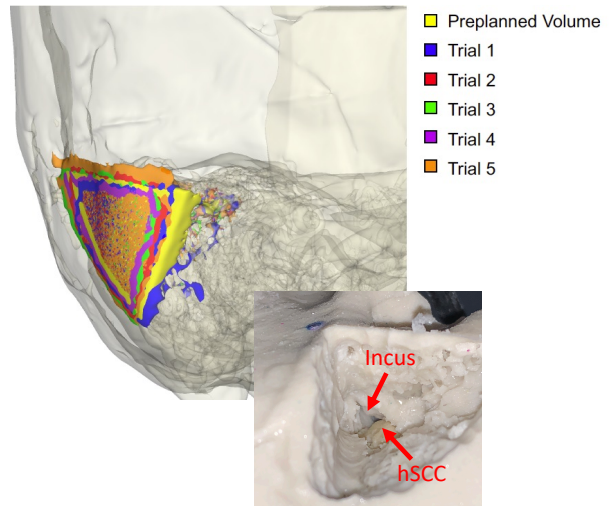 Preplanned Volume
Trial 1
Trial 2
Trial 3
Trial 4
Trial 5
Incus
hSCC